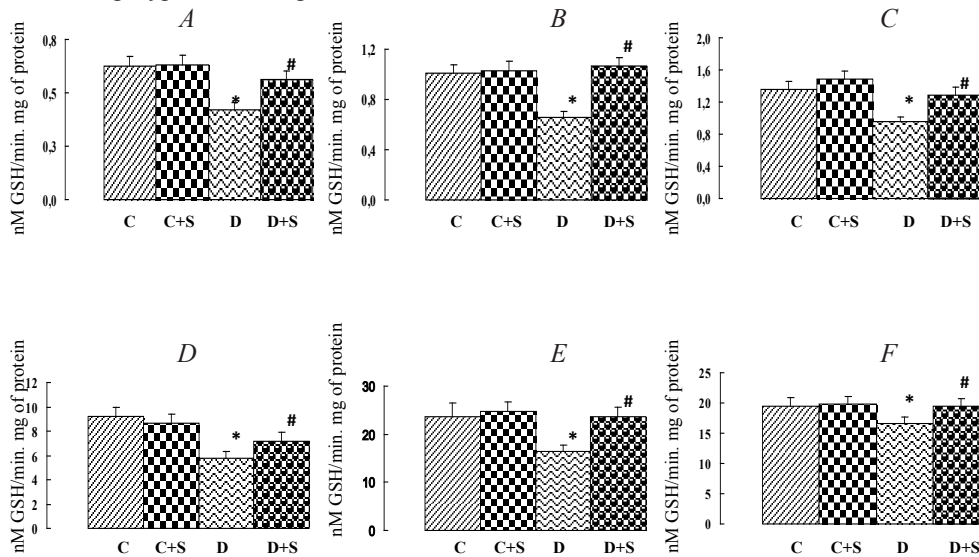 A
nM GSH/min. mg of protein
0,8
0,5
0,3
0,0
*
#
C C+S D D+S
B
nM GSH/min. mg of protein
1,2
0,8
0,4
0,0
*
#
C C+S D D+S
C
nM GSH/min. mg of protein
2,0
1,6
1,2
0,8
0,4
0,0
*
#
C C+S D D+S
D
nM GSH/min. mg of protein
12
10
8
6
4
2
0
*
#
C C+S D D+S
E
nM GSH/min. mg of protein
30
20
10
0
*
#
C C+S D D+S
F
nM GSH/min. mg of protein
25
20
15
10
5
0
*
#
C C+S D D+S